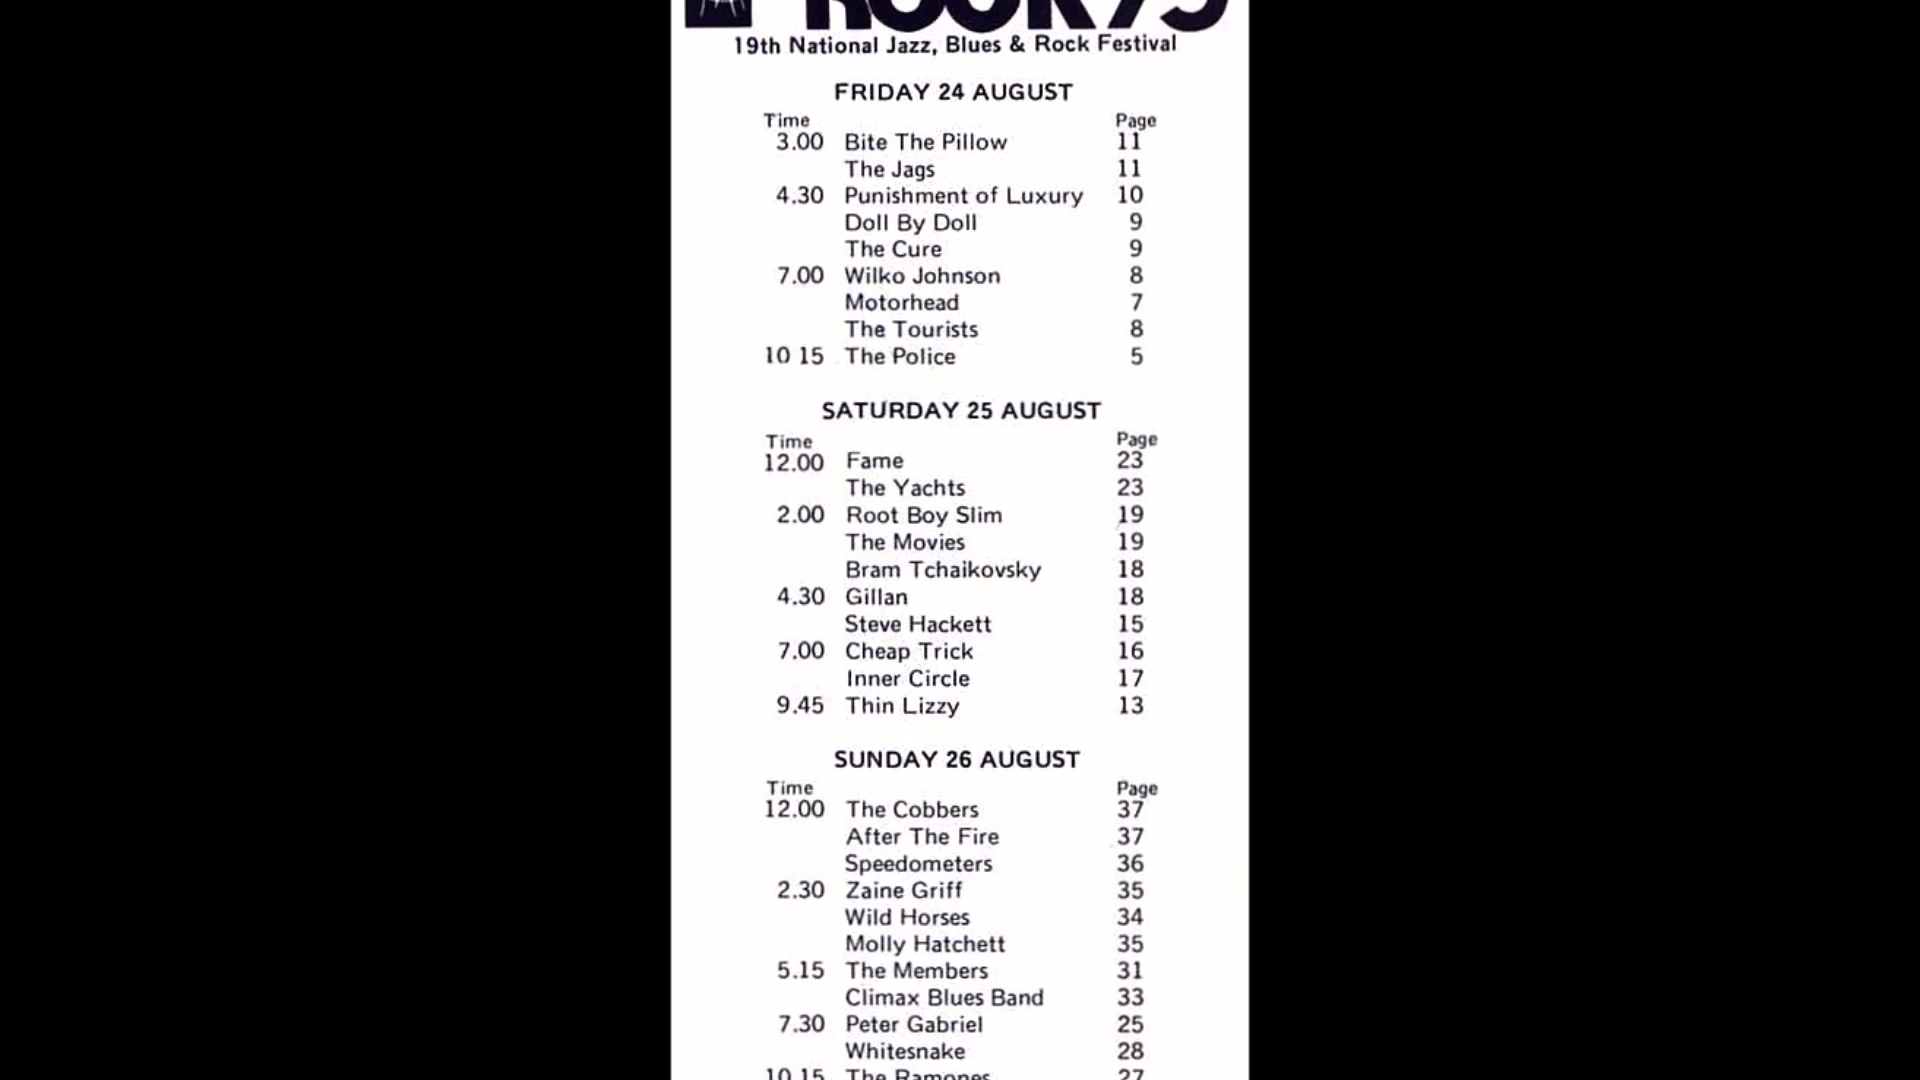 ROCK 79
19th National Jazz, Blues & Rock Festival
FRIDAY 24 AUGUST
Time Page
3.00 Bite The Pillow 11
The Jags 11
4.30 Punishment of Luxury 10
Doll By Doll 9
The Cure 9
7.00 Wilko Johnson 8
Motorhead 7
The Tourists 8
10 15 The Police 5
SATURDAY 25 AUGUST
Time Page
12.00 Fame 23
The Yachts 23
2.00 Root Boy Slim 19
The Movies 19
Bram Tchaikovsky 18
4.30 Gillan 18
Steve Hackett 15
7.00 Cheap Trick 16
Inner Circle 17
9.45 Thin Lizzy 13
SUNDAY 26 AUGUST
Time Page
12.00 The Cobbers 37
After The Fire 37
Speedometers 36
2.30 Zaine Griff 35
Wild Horses 34
Molly Hatchett 35
5.15 The Members 31
Climax Blues Band 33
7.30 Peter Gabriel 25
Whitesnake 28
10.15 The Ramones 27